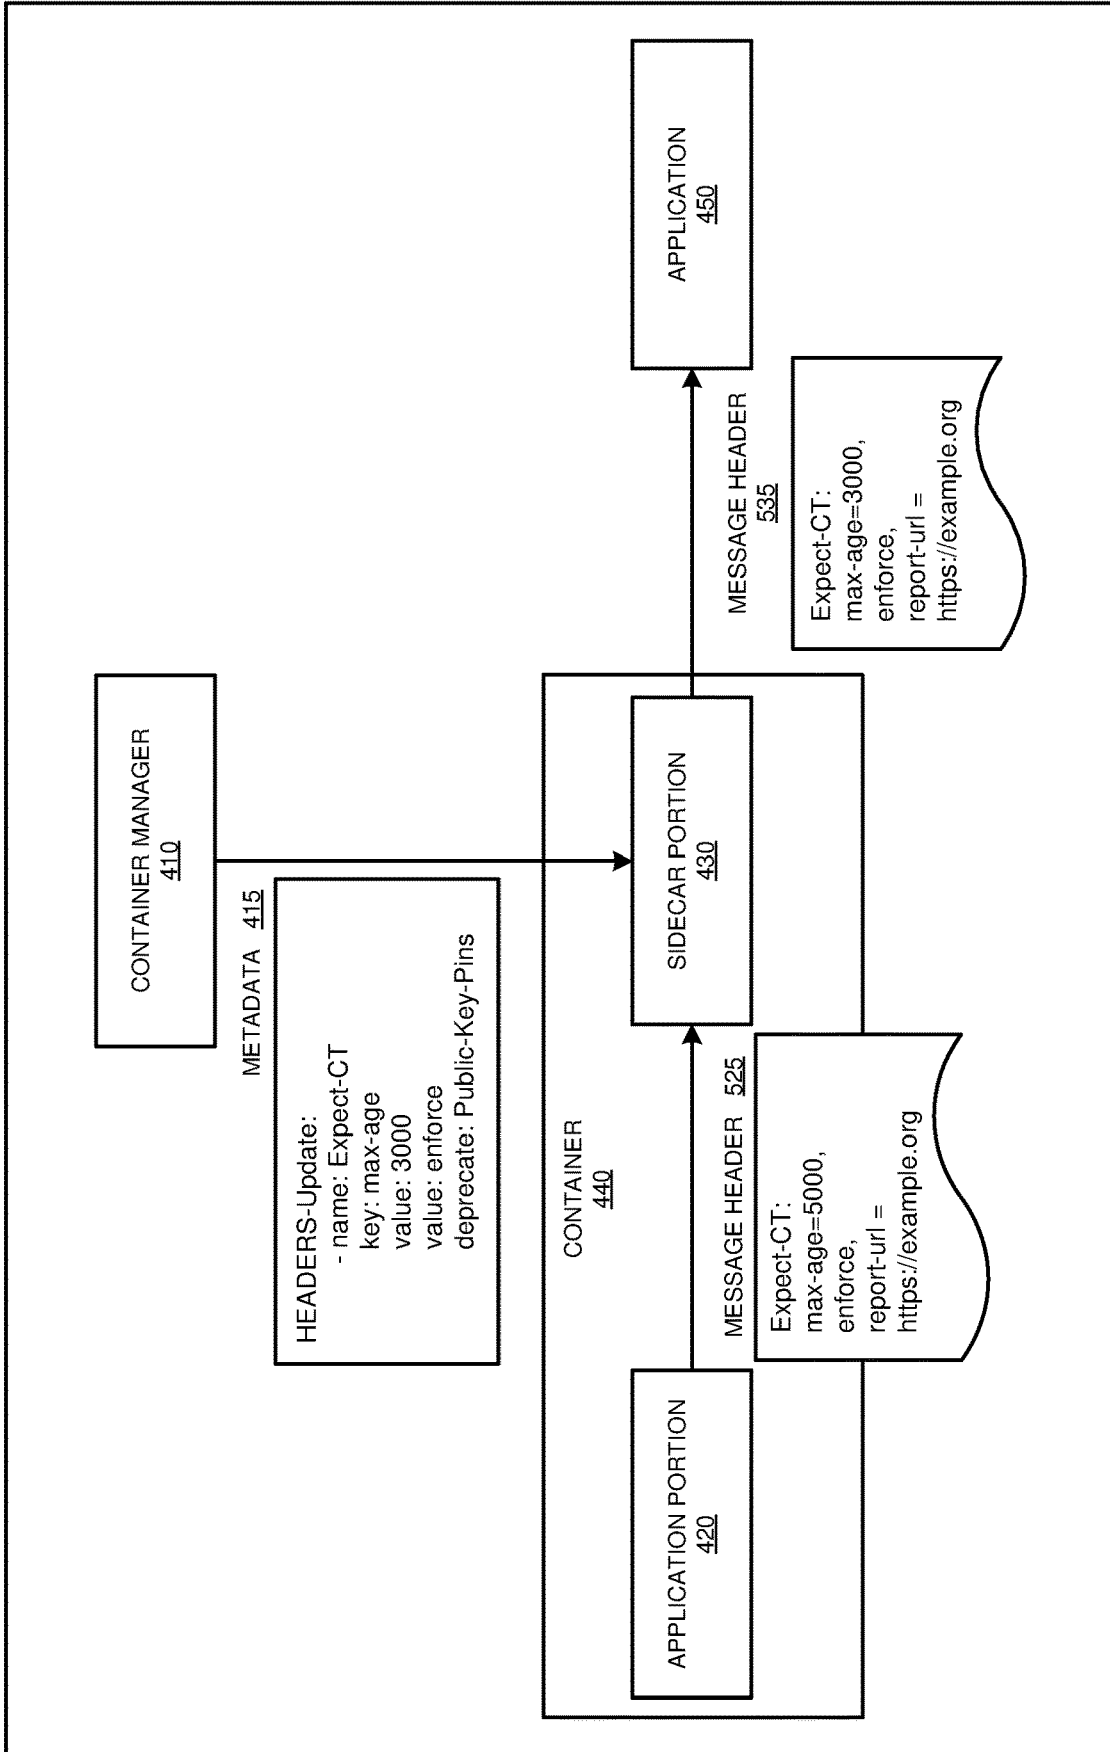 CONTAINER MANAGER
410
METADATA 415
HEADERS-Update:
- name: Expect-CT
key: max-age
value: 3000
value: enforce
deprecate: Public-Key-Pins
CONTAINER
440
APPLICATION PORTION
420
MESSAGE HEADER 525
Expect-CT:
max-age=5000,
enforce,
report-url =
https://example.org
SIDECAR PORTION
430
MESSAGE HEADER
535
Expect-CT:
max-age=3000,
enforce,
report-url =
https://example.org
APPLICATION
450